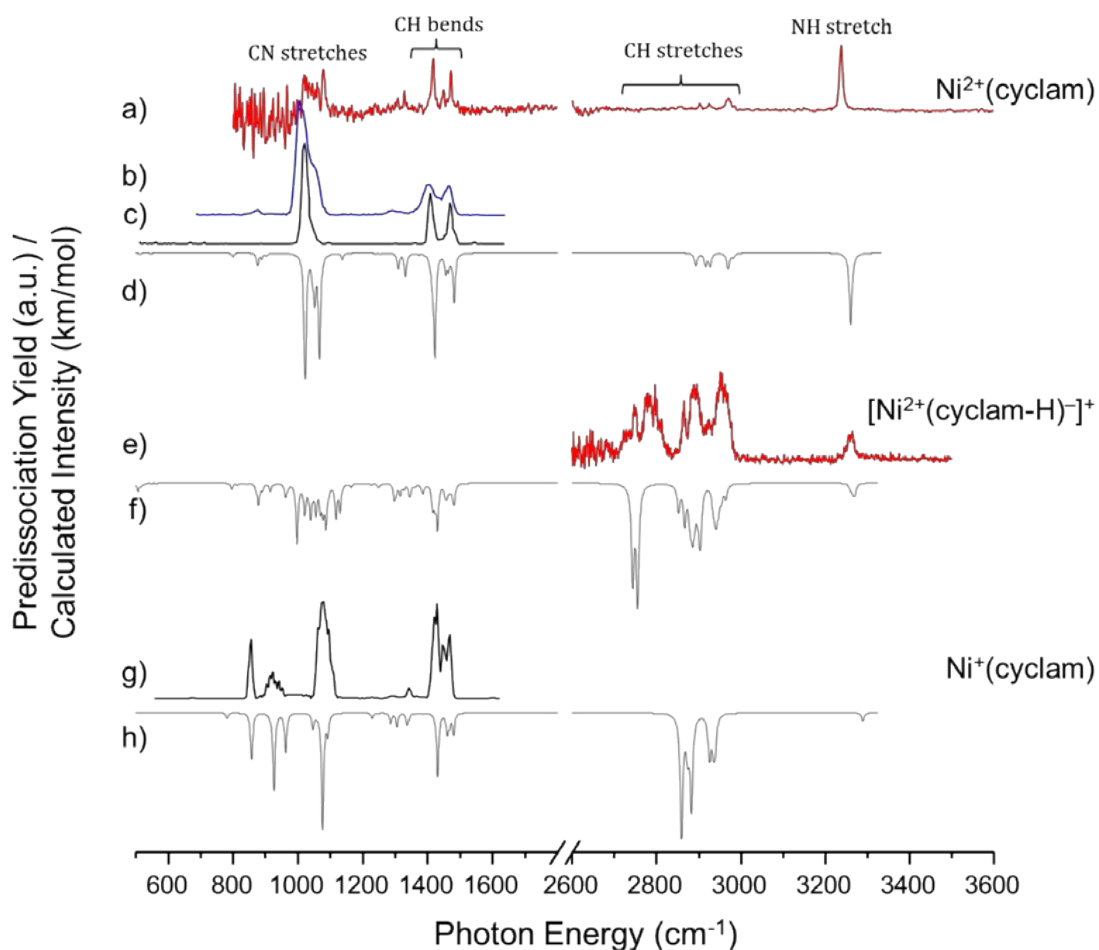 CH bends
NH stretch
CN stretches
CH stretches
Ni²⁺(cyclam)
a)
b)
c)
d)
[Ni²⁺(cyclam-H)⁻]⁺
e)
f)
g)
Ni⁺(cyclam)
h)
Predissociation Yield (a.u.) /
Calculated Intensity (km/mol)
600 800 1000 1200 1400 1600 2600 2800 3000 3200 3400 3600
Photon Energy (cm⁻¹)